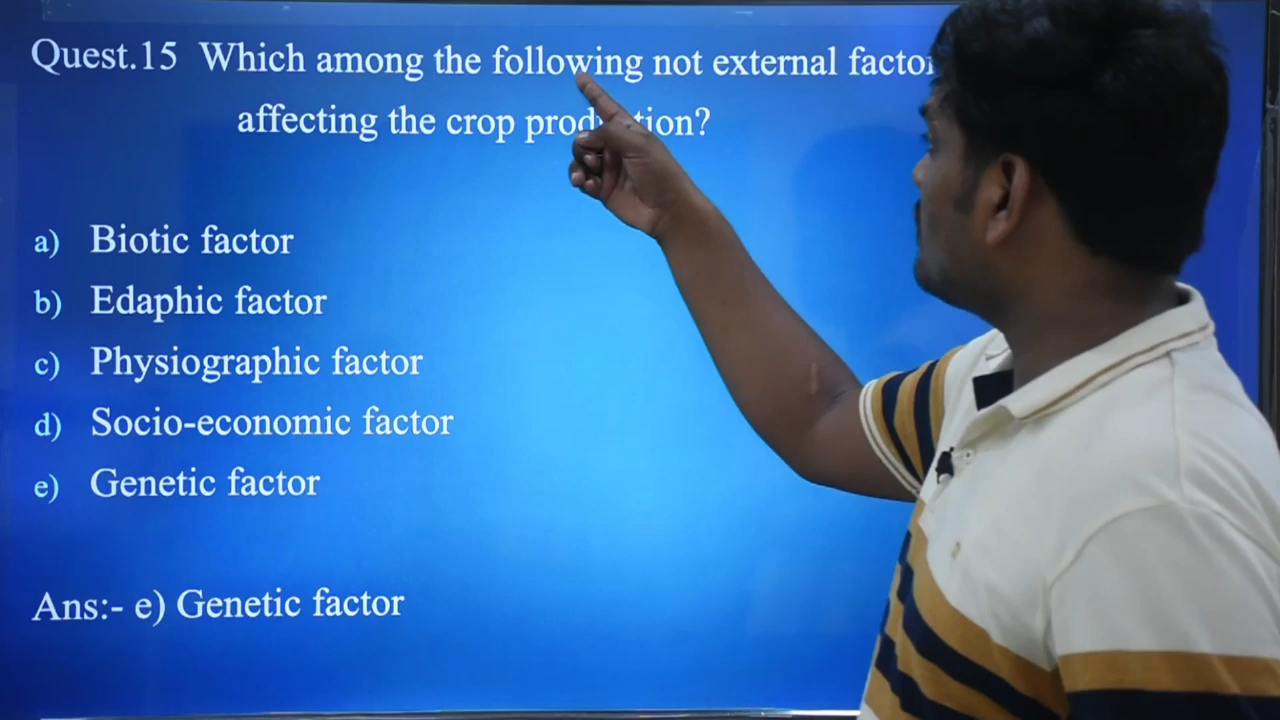 Quest.15 Which among the following not external
affecting the crop
a) Biotic factor
b) Edaphic factor
c) Physiographic factor
d) Socio-economic factor
e) Genetic factor
Ans:- e) Genetic factor